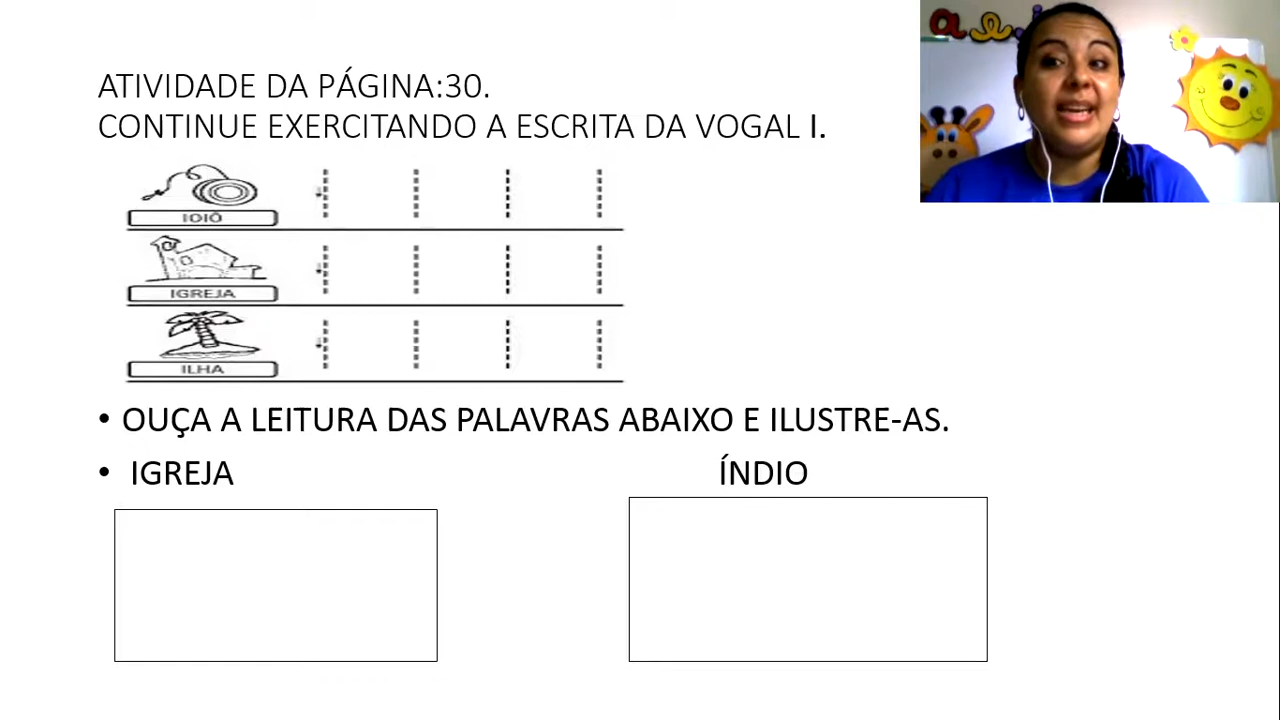 ATIVIDADE DA PÁGINA:30.
CONTINUE EXERCITANDO A ESCRITA DA VOGAL I.
IOIÔ
IGREJA
ILHA
• OUÇA A LEITURA DAS PALAVRAS ABAIXO E ILUSTRE-AS.
• IGREJA ÍNDIO
a e i